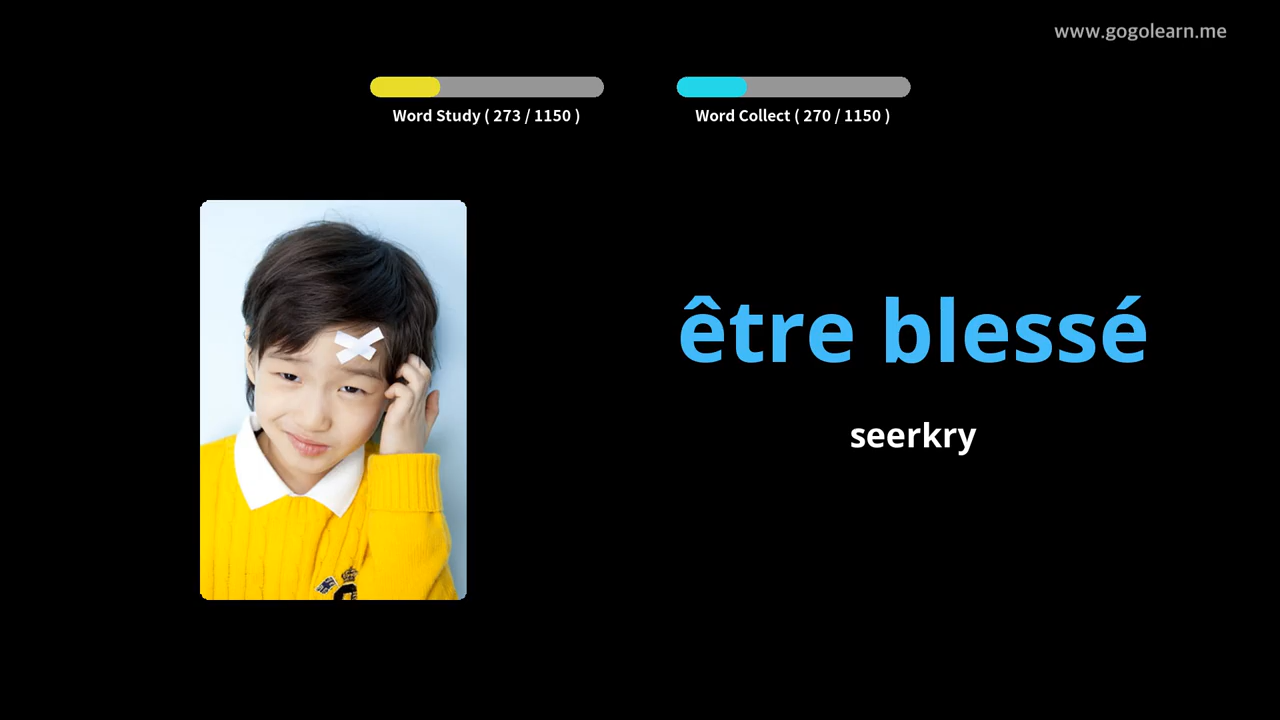 www.gogolearn.me
Word Study ( 273 / 1150 )
Word Collect ( 270 / 1150 )
être blessé
seerkry